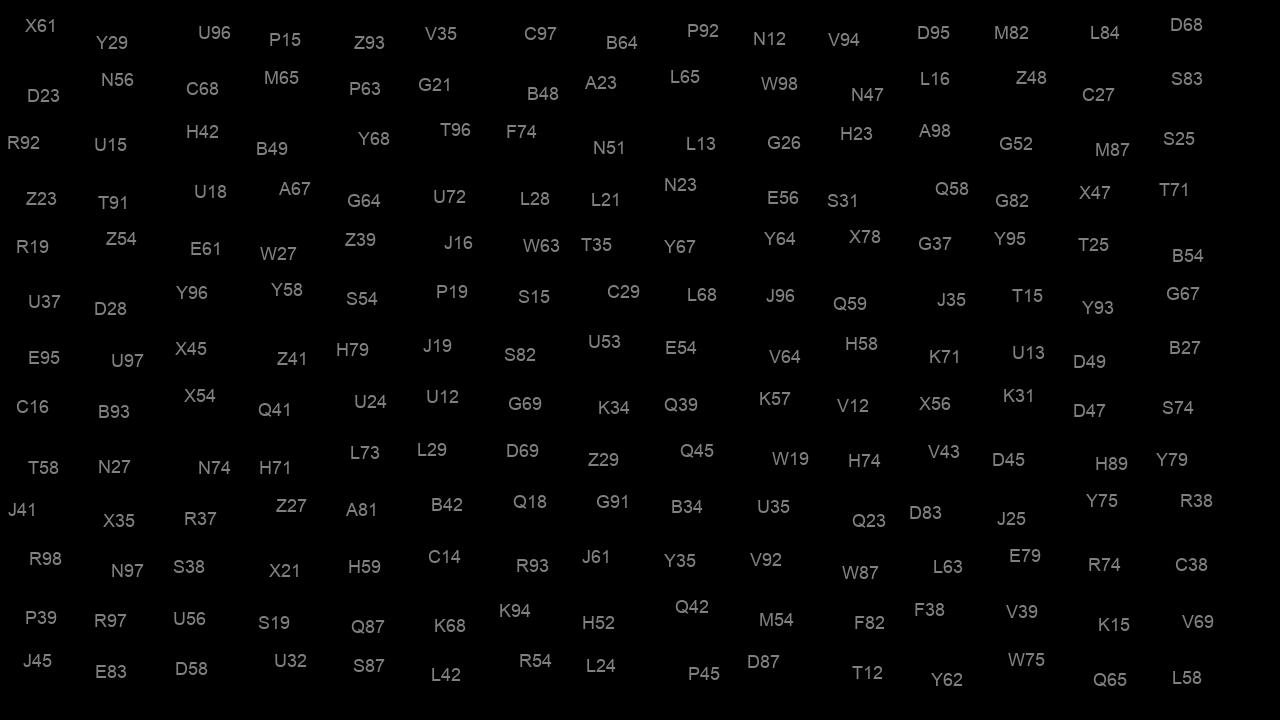 X61 Y29 U96 P15 Z93 V35 C97 B64 P92 N12 V94 D95 M82 L84 D68
D23 N56 C68 M65 P63 G21 B48 A23 L65 W98 N47 L16 Z48 C27 S83
R92 U15 H42 B49 Y68 T96 F74 N51 L13 G26 H23 A98 G52 M87 S25
Z23 T91 U18 A67 G64 U72 L28 L21 N23 E56 S31 Q58 G82 X47 T71
R19 Z54 E61 W27 Z39 J16 W63 T35 Y67 Y64 X78 G37 Y95 T25 B54
U37 D28 Y96 Y58 S54 P19 S15 C29 L68 J96 Q59 J35 T15 Y93 G67
E95 U97 X45 Z41 H79 J19 S82 U53 E54 V64 H58 K71 U13 D49 B27
C16 B93 X54 Q41 U24 U12 G69 K34 Q39 K57 V12 X56 K31 D47 S74
T58 N27 N74 H71 L73 L29 D69 Z29 Q45 W19 H74 V43 D45 H89 Y79
J41 X35 R37 Z27 A81 B42 Q18 G91 B34 U35 Q23 D83 J25 Y75 R38
R98 N97 S38 X21 H59 C14 R93 J61 Y35 V92 W87 L63 E79 R74 C38
P39 R97 U56 S19 Q87 K68 K94 H52 Q42 M54 F82 F38 V39 K15 V69
J45 E83 D58 U32 S87 L42 R54 L24 P45 D87 T12 Y62 W75 Q65 L58